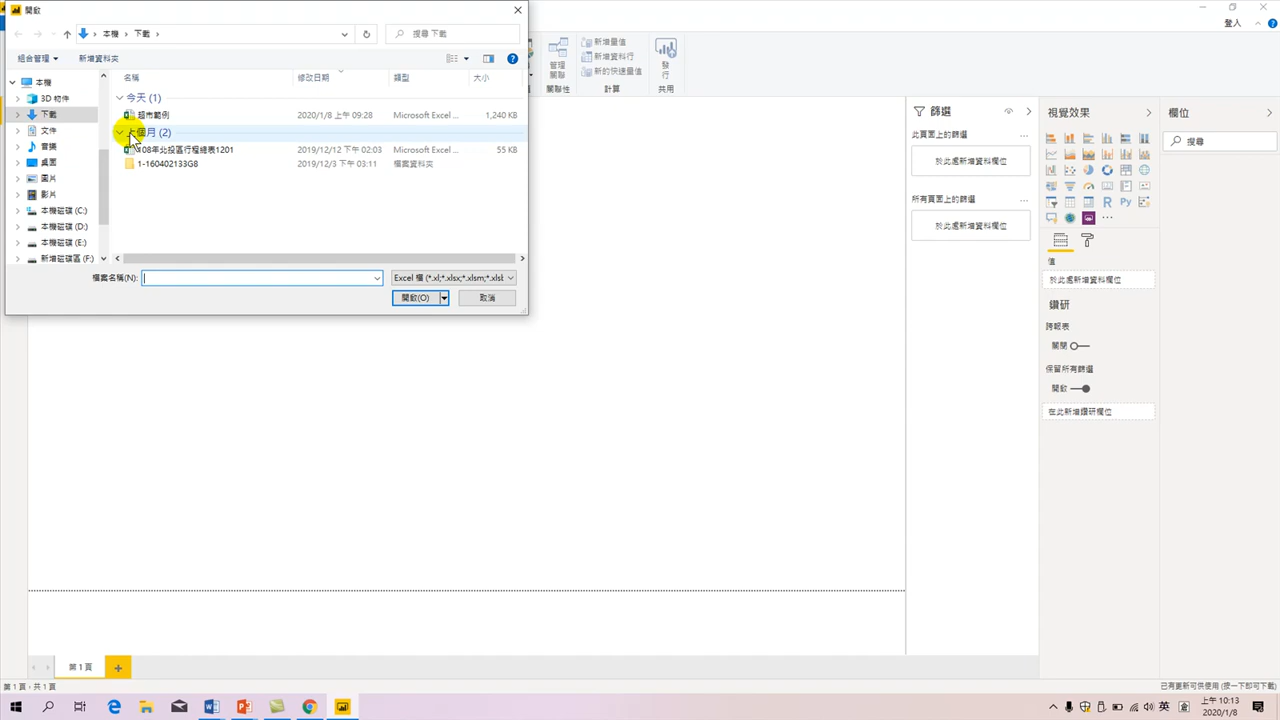 開啟
本機 › 下載 ›
搜尋 下載
登入
組合管理
新增資料夾
名稱
修改日期
類型
大小
本機
3D 物件
下載
文件
音樂
桌面
圖片
影片
本機磁碟 (C:)
本機磁碟 (D:)
本機磁碟 (E:)
新增磁碟區 (F:)
今天 (1)
超市範例
2020/1/8 上午 09:28
Microsoft Excel ...
1,240 KB
上個月 (2)
108年北投區行程總表1201
2019/12/12 下午 02:03
Microsoft Excel ...
55 KB
1-160402133G8
2019/12/3 下午 03:11
檔案資料夾
檔案名稱(N):
Excel 檔 (*.xl;*.xlsx;*.xlsm;*.xlsb
開啟(O)
取消
管理
關聯
關聯性
新增量值
新增資料行
新的快速量值
計算
發
行
共用
篩選
此頁面上的篩選
...
於此處新增資料欄位
所有頁面上的篩選
...
於此處新增資料欄位
視覺效果
R
Py
...
值
於此處新增資料欄位
鑽研
跨報表
關閉
保留所有篩選
開啟
在此新增鑽研欄位
欄位
搜尋
第 1 頁
第 1 頁，共 1 頁
已有更新可供使用 (按一下即可下載)
英
上午 10:13
2020/1/8